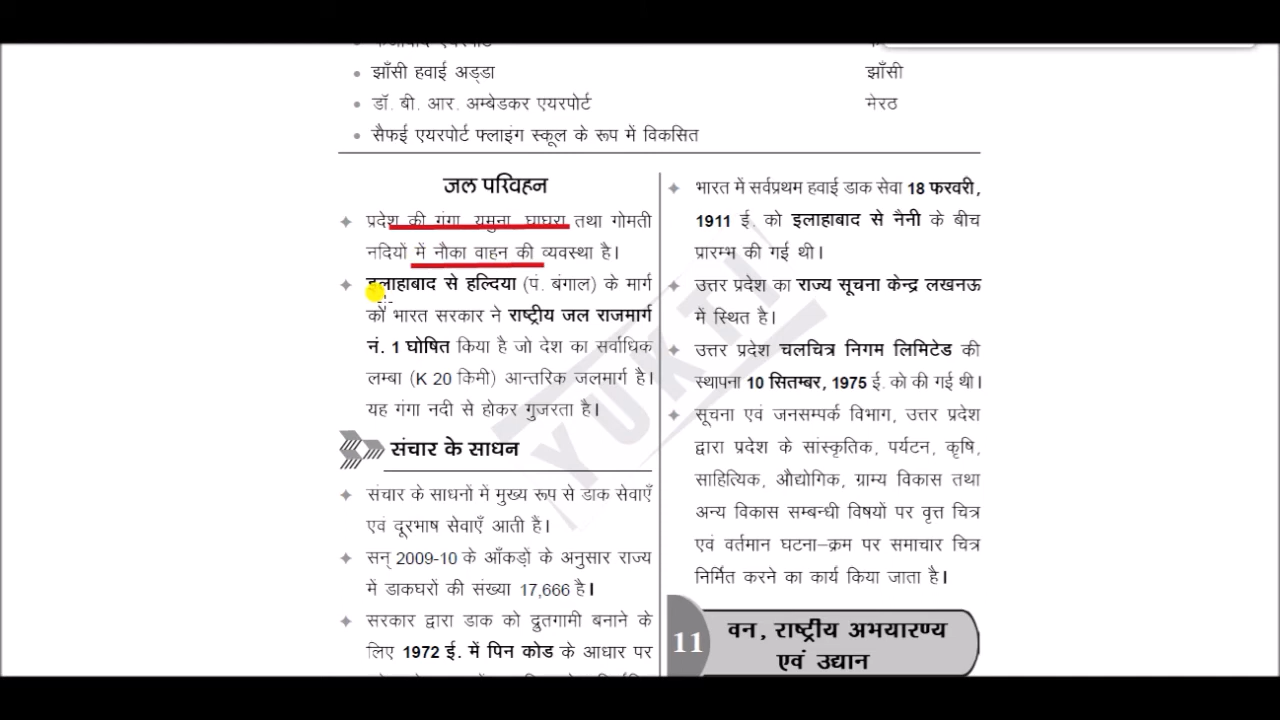 झाँसी हवाई अड्डा
झाँसी
डॉ. बी. आर. अम्बेडकर एयरपोर्ट
मेरठ
सैफई एयरपोर्ट फ्लाइंग स्कूल के रूप में विकसित
जल परिवहन
प्रदेश की गंगा, यमुना, घाघरा तथा गोमती
नदियों में नौका वाहन की व्यवस्था है।
इलाहाबाद से हल्दिया (पं. बंगाल) के मार्ग
को भारत सरकार ने राष्ट्रीय जल राजमार्ग
नं. 1 घोषित किया है जो देश का सर्वाधिक
लम्बा (K 20 किमी) आन्तरिक जलमार्ग है।
यह गंगा नदी से होकर गुजरता है।
संचार के साधन
संचार के साधनों में मुख्य रूप से डाक सेवाएँ
एवं दूरभाष सेवाएँ आती हैं।
सन् 2009-10 के आँकड़ों के अनुसार राज्य
में डाकघरों की संख्या 17,666 है।
सरकार द्वारा डाक को द्रुतगामी बनाने के
लिए 1972 ई. में पिन कोड के आधार पर
भारत में सर्वप्रथम हवाई डाक सेवा 18 फरवरी,
1911 ई. को इलाहाबाद से नैनी के बीच
प्रारम्भ की गई थी।
उत्तर प्रदेश का राज्य सूचना केन्द्र लखनऊ
में स्थित है।
उत्तर प्रदेश चलचित्र निगम लिमिटेड की
स्थापना 10 सितम्बर, 1975 ई. को की गई थी।
सूचना एवं जनसम्पर्क विभाग, उत्तर प्रदेश
द्वारा प्रदेश के सांस्कृतिक, पर्यटन, कृषि,
साहित्यिक, औद्योगिक, ग्राम्य विकास तथा
अन्य विकास सम्बन्धी विषयों पर वृत्त चित्र
एवं वर्तमान घटना–क्रम पर समाचार चित्र
निर्मित करने का कार्य किया जाता है।
11
वन, राष्ट्रीय अभयारण्य
एवं उद्यान
YUKTI